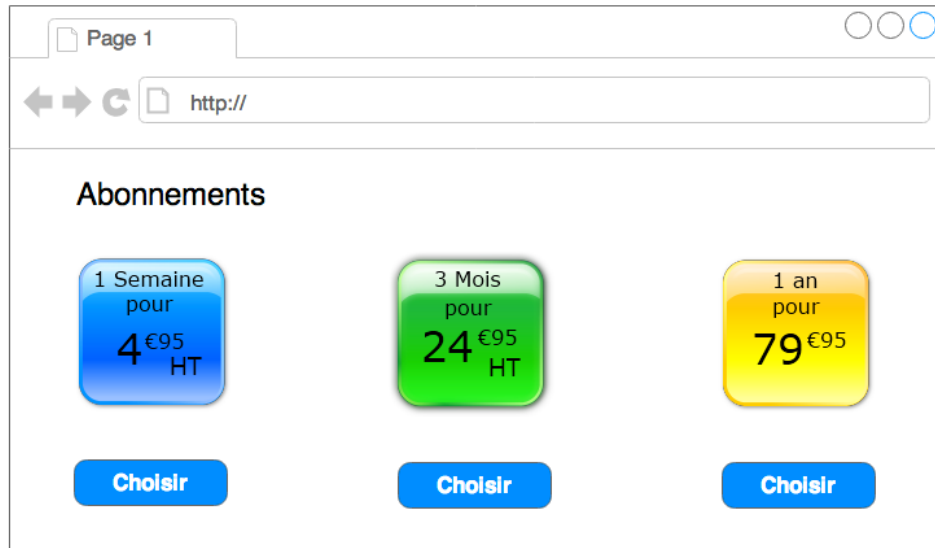 Page 1
http://
Abonnements
1 Semaine
pour
4 €95
HT
3 Mois
pour
24 €95
HT
1 an
pour
79 €95
Choisir
Choisir
Choisir